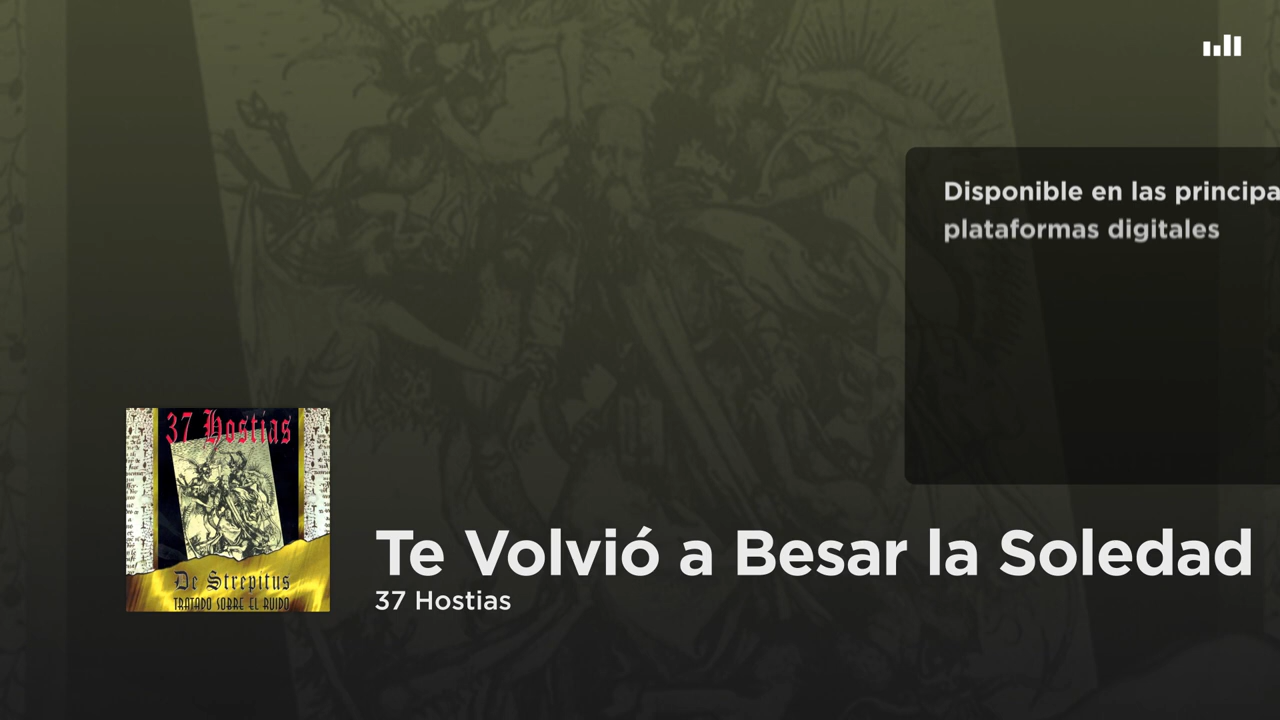 Disponible en las principa
plataformas digitales
37 Hostias
De Strepitus
TRATADO SOBRE EL RUIDO
Te Volvió a Besar la Soledad
37 Hostias